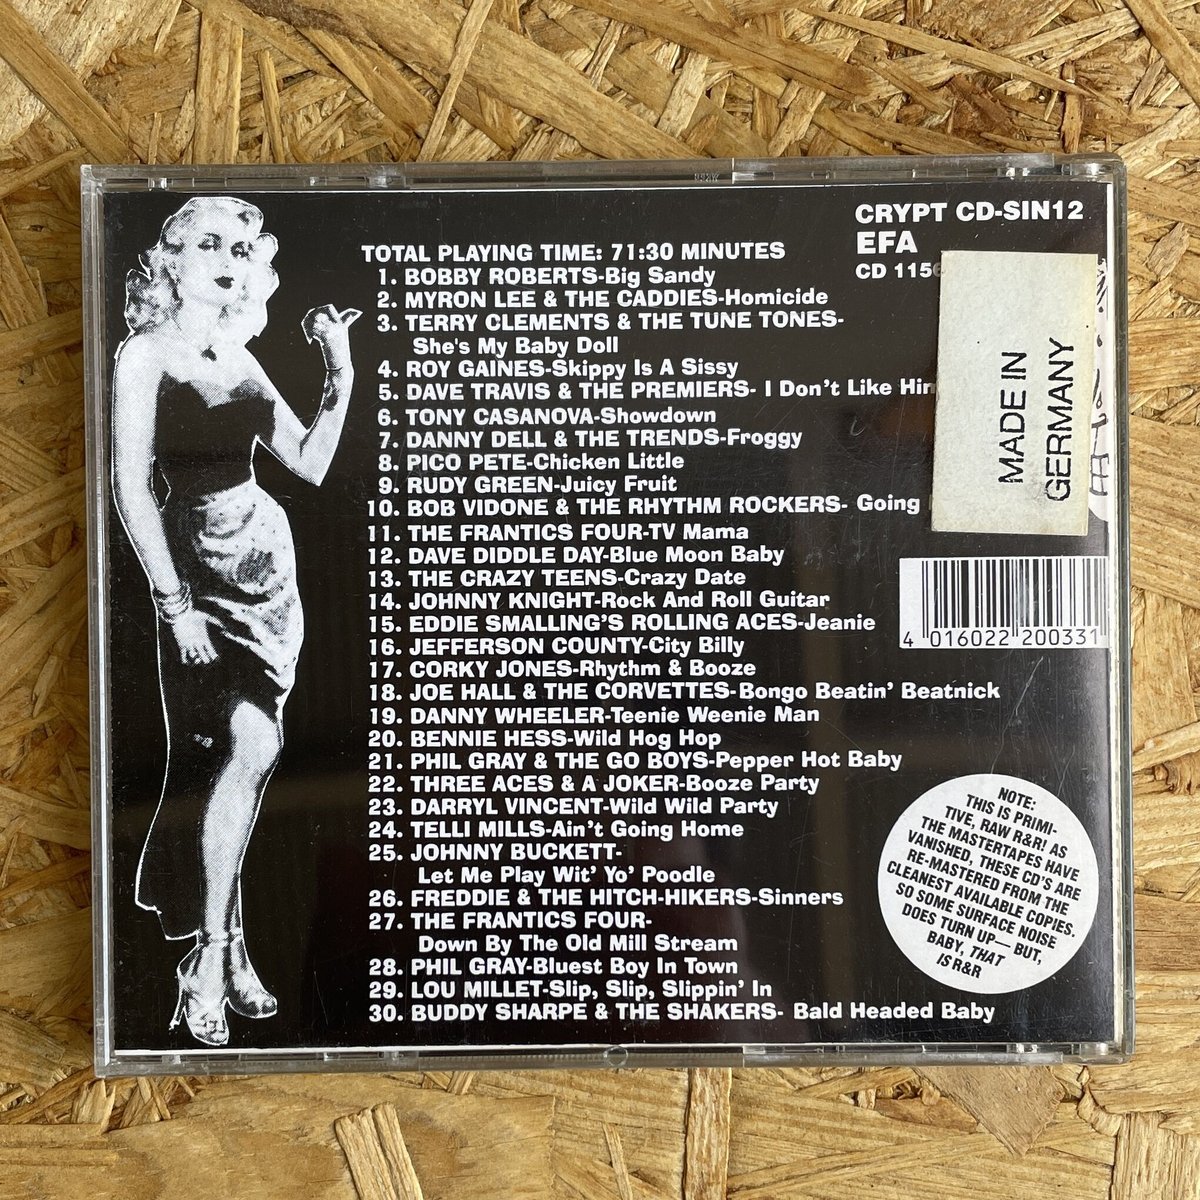 CRYPT CD-SIN12
EFA
CD 115
TOTAL PLAYING TIME: 71:30 MINUTES
1. BOBBY ROBERTS-Big Sandy
2. MYRON LEE & THE CADDIES-Homicide
3. TERRY CLEMENTS & THE TUNE TONES-
She's My Baby Doll
4. ROY GAINES-Skippy Is A Sissy
5. DAVE TRAVIS & THE PREMIERS- I Don't Like
6. TONY CASANOVA-Showdown
7. DANNY DELL & THE TRENDS-Froggy
8. PICO PETE-Chicken Little
9. RUDY GREEN-Juicy Fruit
10. BOB VIDONE & THE RHYTHM ROCKERS- Going
11. THE FRANTICS FOUR-TV Mama
12. DAVE DIDDLE DAY-Blue Moon Baby
13. THE CRAZY TEENS-Crazy Date
14. JOHNNY KNIGHT-Rock And Roll Guitar
15. EDDIE SMALLING'S ROLLING ACES-Jeanie
16. JEFFERSON COUNTY-City Billy
17. CORKY JONES-Rhythm & Booze
18. JOE HALL & THE CORVETTES-Bongo Beatin' Beatnick
19. DANNY WHEELER-Teenie Weenie Man
20. BENNIE HESS-Wild Hog Hop
21. PHIL GRAY & THE GO BOYS-Pepper Hot Baby
22. THREE ACES & A JOKER-Booze Party
23. DARRYL VINCENT-Wild Wild Party
24. TELLI MILLS-Ain't Going Home
25. JOHNNY BUCKETT-
Let Me Play Wit' Yo' Poodle
26. FREDDIE & THE HITCH-HIKERS-Sinners
27. THE FRANTICS FOUR-
Down By The Old Mill Stream
28. PHIL GRAY-Bluest Boy In Town
29. LOU MILLET-Slip, Slip, Slippin' In
30. BUDDY SHARPE & THE SHAKERS- Bald Headed Baby
MADE IN
GERMANY
4 016022 200331
NOTE:
THIS IS PRIMI-
TIVE, RAW R&R! AS
THE MASTERTAPES HAVE
VANISHED, THESE CD'S ARE
RE-MASTERED FROM THE
CLEANEST AVAILABLE COPIES.
SO SOME SURFACE NOISE
DOES TURN UP— BUT,
BABY, THAT
IS R&R